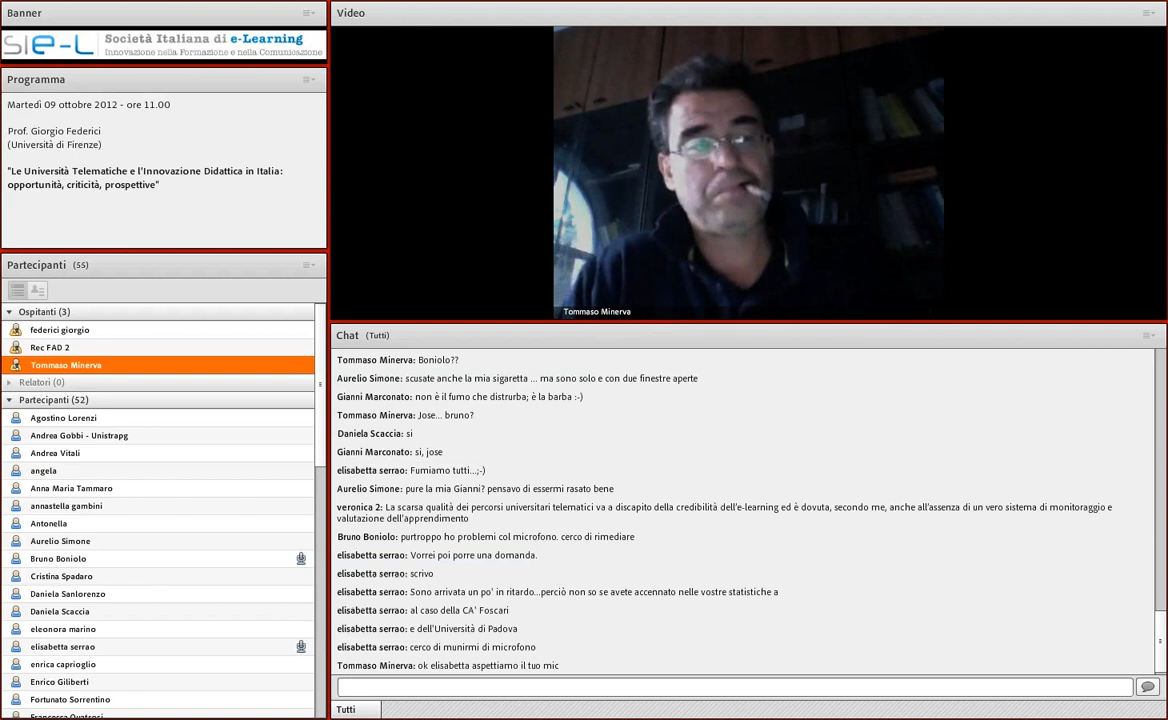 Banner
SIe-L Società Italiana di e-Learning
Innovazione nella Formazione e nella Comunicazione
Programma
Martedì 09 ottobre 2012 - ore 11.00
Prof. Giorgio Federici
(Università di Firenze)
"Le Università Telematiche e l'Innovazione Didattica in Italia:
opportunità, criticità, prospettive"
Partecipanti (55)
Ospitanti (3)
federici giorgio
Rec FAD 2
Tommaso Minerva
Relatori (0)
Partecipanti (52)
Agostino Lorenzi
Andrea Gobbi - Unistrapg
Andrea Vitali
angela
Anna Maria Tammaro
annastella gambini
Antonella
Aurelio Simone
Bruno Boniolo
Cristina Spadaro
Daniela Sanlorenzo
Daniela Scaccia
eleonora marino
elisabetta serrao
enrica caprioglio
Enrico Giliberti
Fortunato Sorrentino
Video
Tommaso Minerva
Chat (Tutti)
Tommaso Minerva: Boniolo??
Aurelio Simone: scusate anche la mia sigaretta ... ma sono solo e con due finestre aperte
Gianni Marconato: non è il fumo che distrurba; è la barba :-)
Tommaso Minerva: Jose... bruno?
Daniela Scaccia: si
Gianni Marconato: si, jose
elisabetta serrao: Fumiamo tutti...;-)
Aurelio Simone: pure la mia Gianni? pensavo di essermi rasato bene
veronica 2: La scarsa qualità dei percorsi universitari telematici va a discapito della credibilità dell'e-learning ed è dovuta, secondo me, anche all'assenza di un vero sistema di monitoraggio e
valutazione dell'apprendimento
Bruno Boniolo: purtroppo ho problemi col microfono. cerco di rimediare
elisabetta serrao: Vorrei poi porre una domanda.
elisabetta serrao: scrivo
elisabetta serrao: Sono arrivata un po' in ritardo...perciò non so se avete accennato nelle vostre statistiche a
elisabetta serrao: al caso della CA' Foscari
elisabetta serrao: e dell'Università di Padova
elisabetta serrao: cerco di munirmi di microfono
Tommaso Minerva: ok elisabetta aspettiamo il tuo mic
Tutti